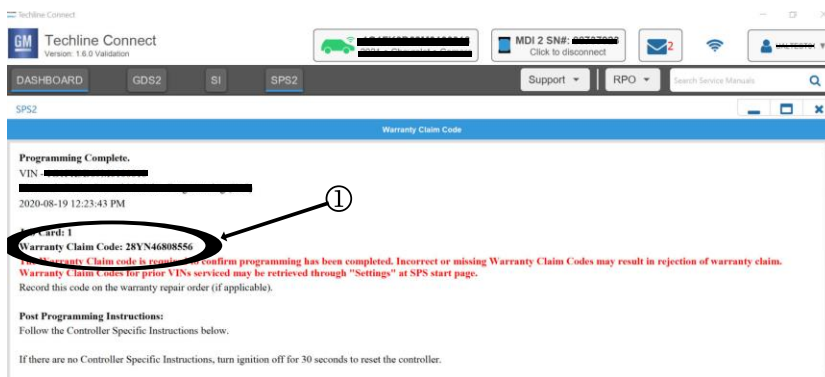 Techline Connect
GM
Techline Connect
Version: 1.6.0 Validation
MDI 2 SN#:
Click to disconnect
2
DASHBOARD GDS2 SI SPS2 Support RPO Search Service Manuals
SPS2
Warranty Claim Code
Programming Complete.
VIN -
2020-08-19 12:23:43 PM
①
Card: 1
Warranty Claim Code: 28YN46808556
The Warranty Claim code is required to confirm programming has been completed. Incorrect or missing Warranty Claim Codes may result in rejection of warranty claim.
Warranty Claim Codes for prior VINs serviced may be retrieved through "Settings" at SPS start page.
Record this code on the warranty repair order (if applicable).
Post Programming Instructions:
Follow the Controller Specific Instructions below.
If there are no Controller Specific Instructions, turn ignition off for 30 seconds to reset the controller.